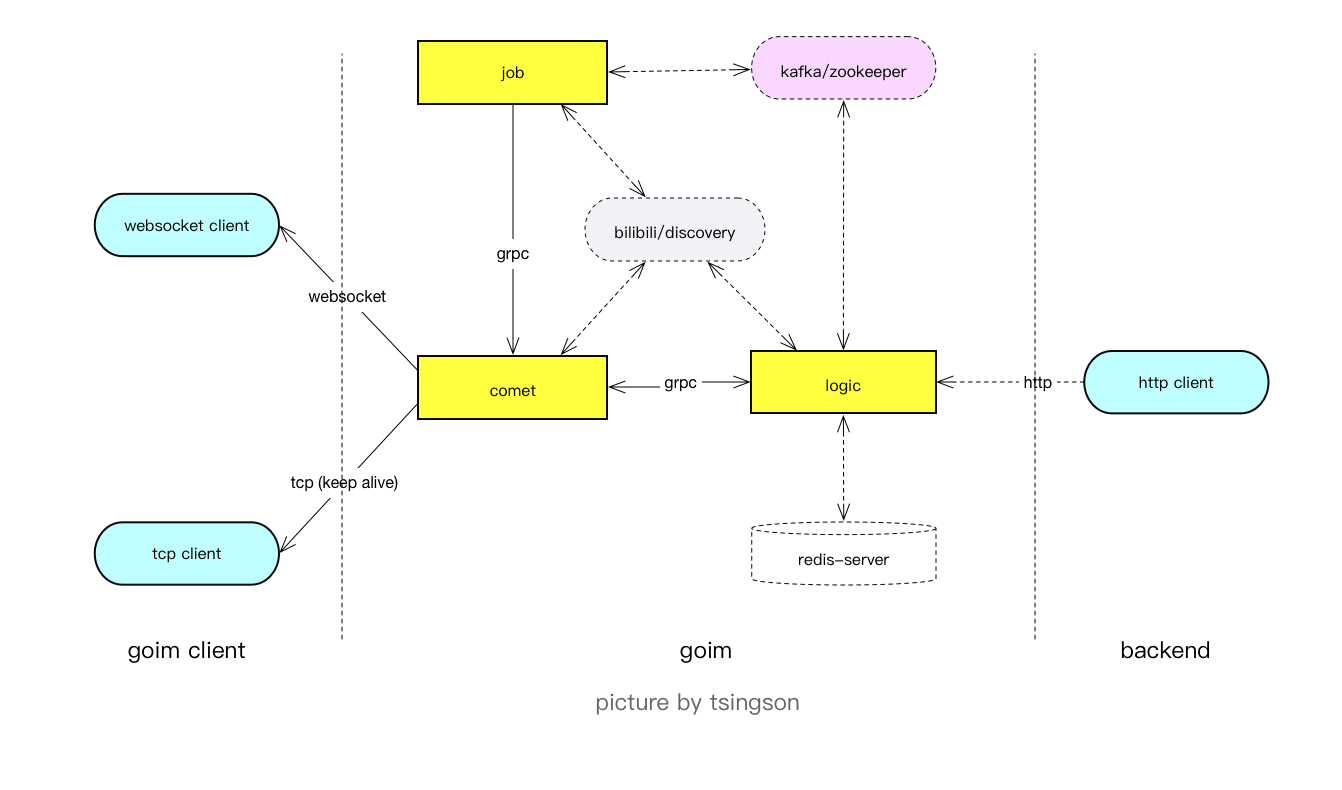 job
kafka/zookeeper
websocket client
bilibili/discovery
grpc
websocket
comet
grpc
logic
http
http client
tcp (keep alive)
tcp client
redis-server
goim client
goim
backend
picture by tsingson